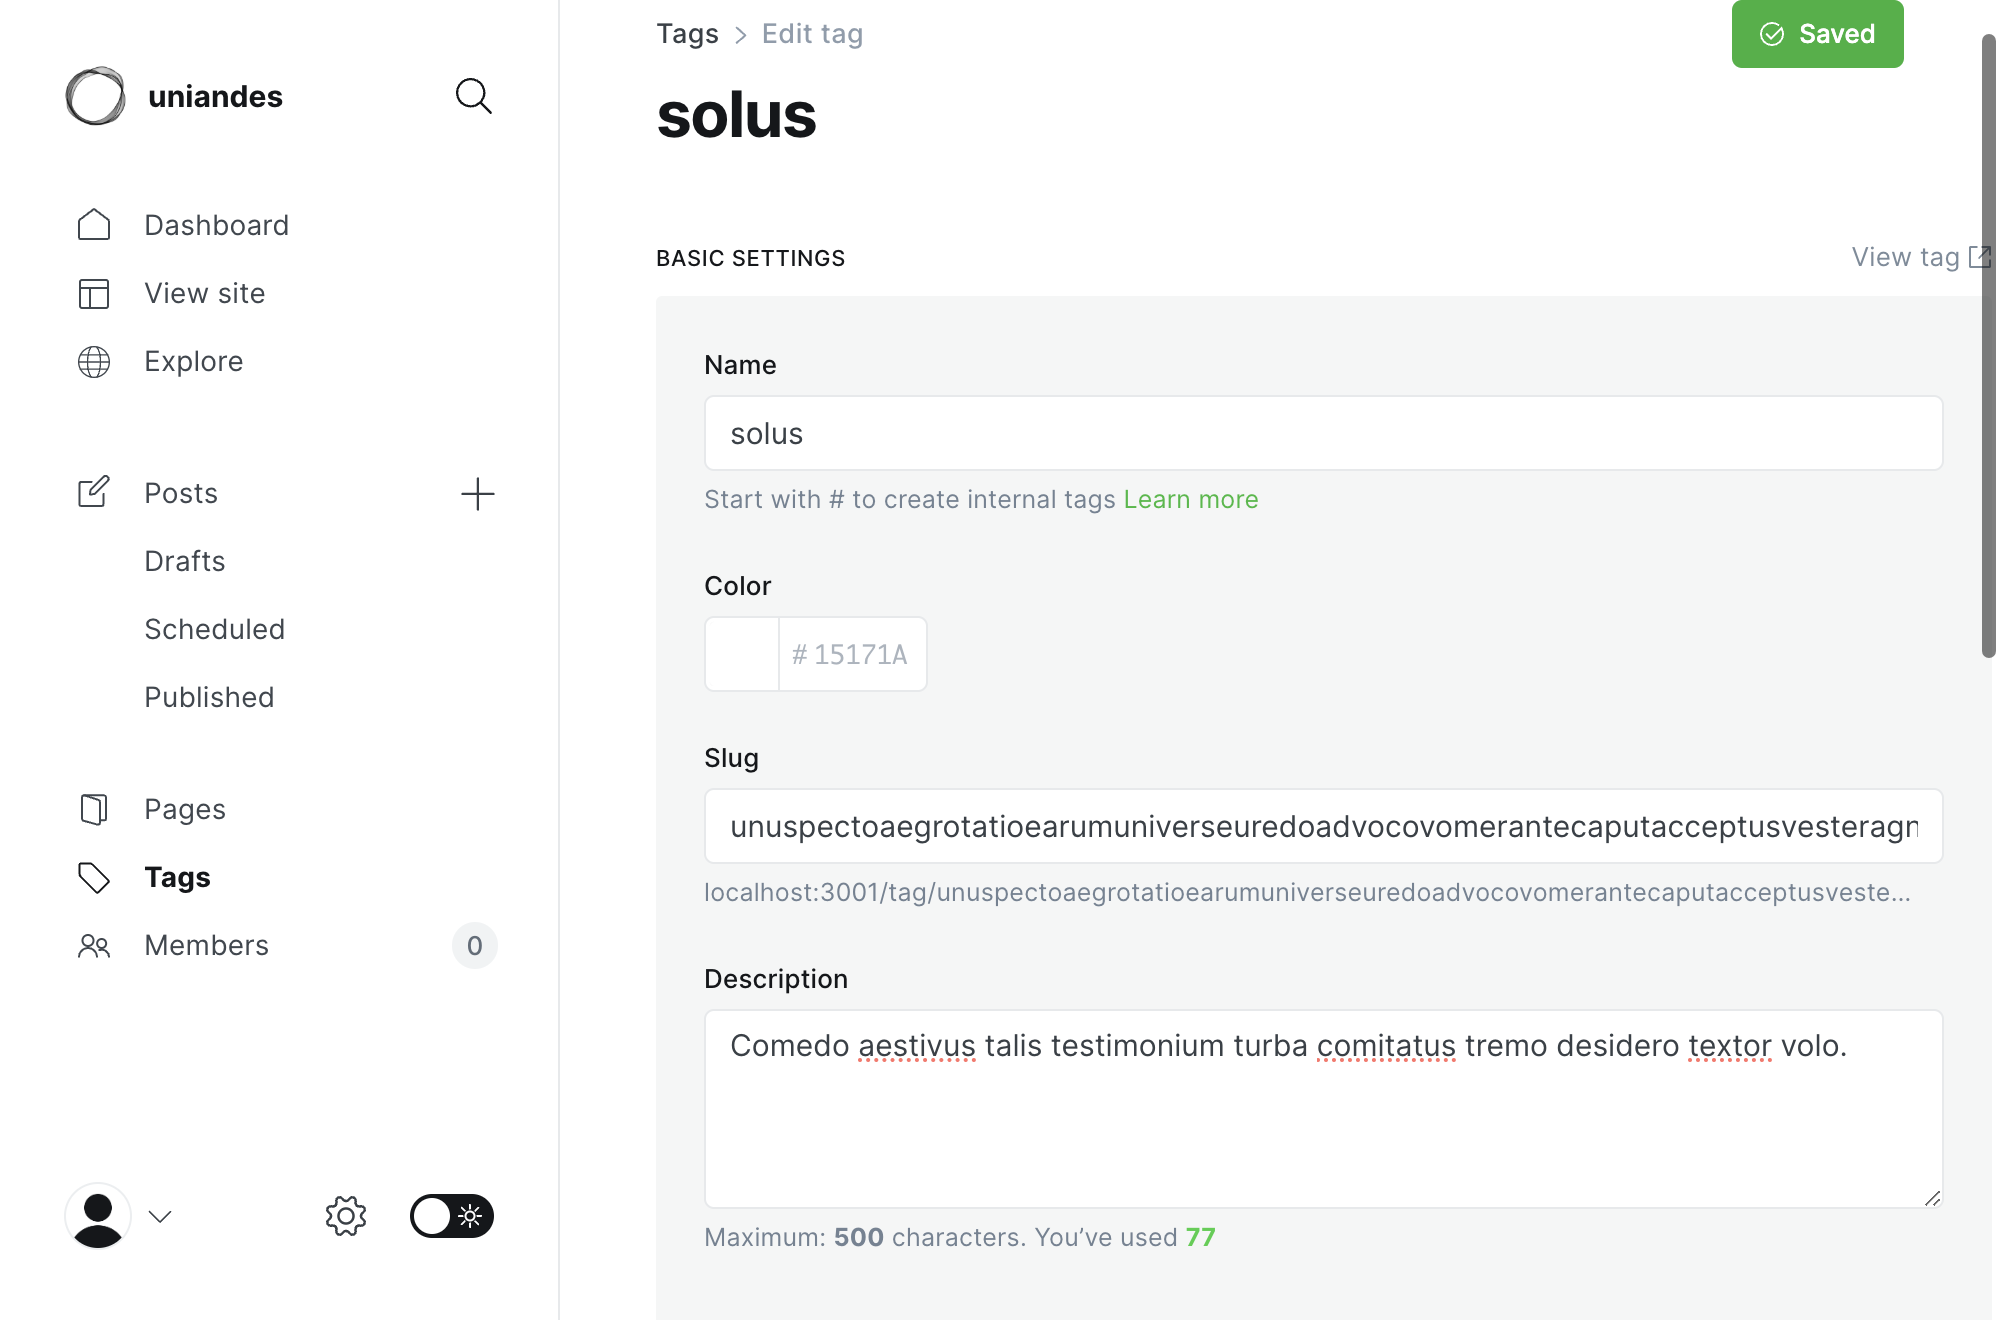 uniandes
Dashboard
View site
Explore
Posts
Drafts
Scheduled
Published
Pages
Tags
Members
0
Tags > Edit tag
Saved
solus
BASIC SETTINGS
View tag
Name
solus
Start with # to create internal tags Learn more
Color
# 15171A
Slug
unuspectoaegrotatioearumuniverseuredoadvocovomerantecaputacceptusvesteragn
localhost:3001/tag/unuspectoaegrotatioearumuniverseuredoadvocovomerantecaputacceptusveste...
Description
Comedo aestivus talis testimonium turba comitatus tremo desidero textor volo.
Maximum: 500 characters. You’ve used 77